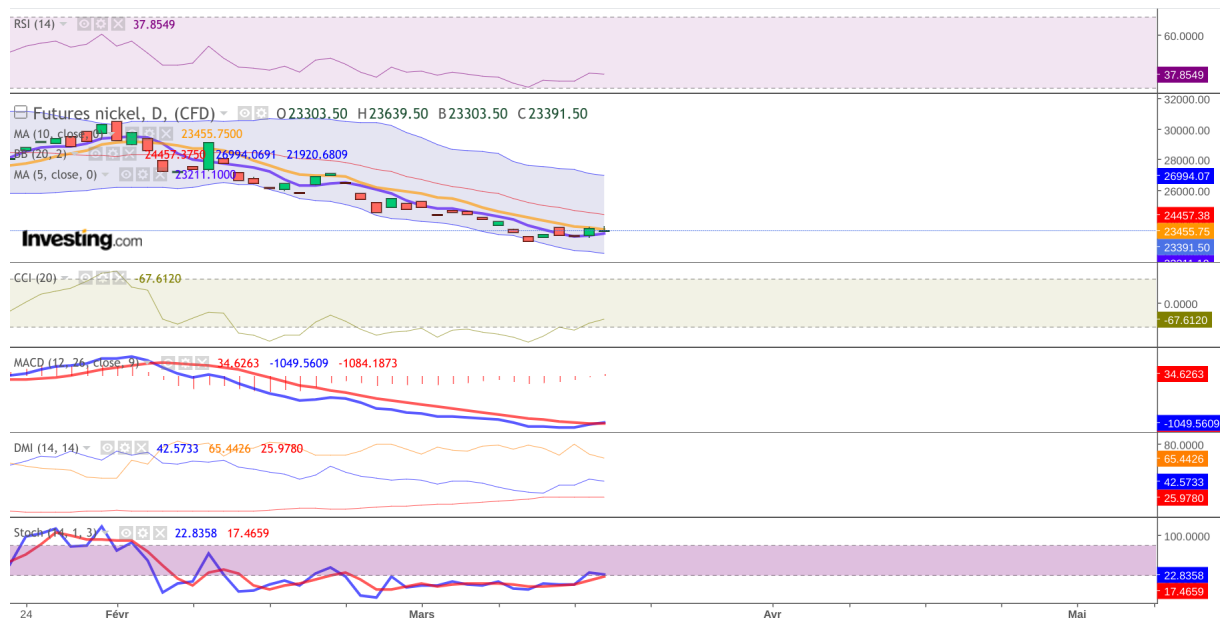 RSI (14) 37.8549
60.0000
37.8549
Futures nickel, D, (CFD) O23303.50 H23639.50 B23303.50 C23391.50
32000.00
MA (10, close, 0) 23455.7500
30000.00
BB (20, 2) 24457.3750 26994.0691 21920.6809
28000.00
MA (5, close, 0) 23211.1000
26994.07
26000.00
24457.38
23455.75
23391.50
Investing.com
CCI (20) -67.6120
0.0000
-67.6120
MACD (12, 26, close, 9) 34.6263 -1049.5609 -1084.1873
34.6263
-1049.5609
DMI (14, 14) 42.5733 65.4426 25.9780
80.0000
65.4426
42.5733
25.9780
Stoch (14, 1, 3) 22.8358 17.4659
100.0000
22.8358
17.4659
24 Févr Mars Avr Mai